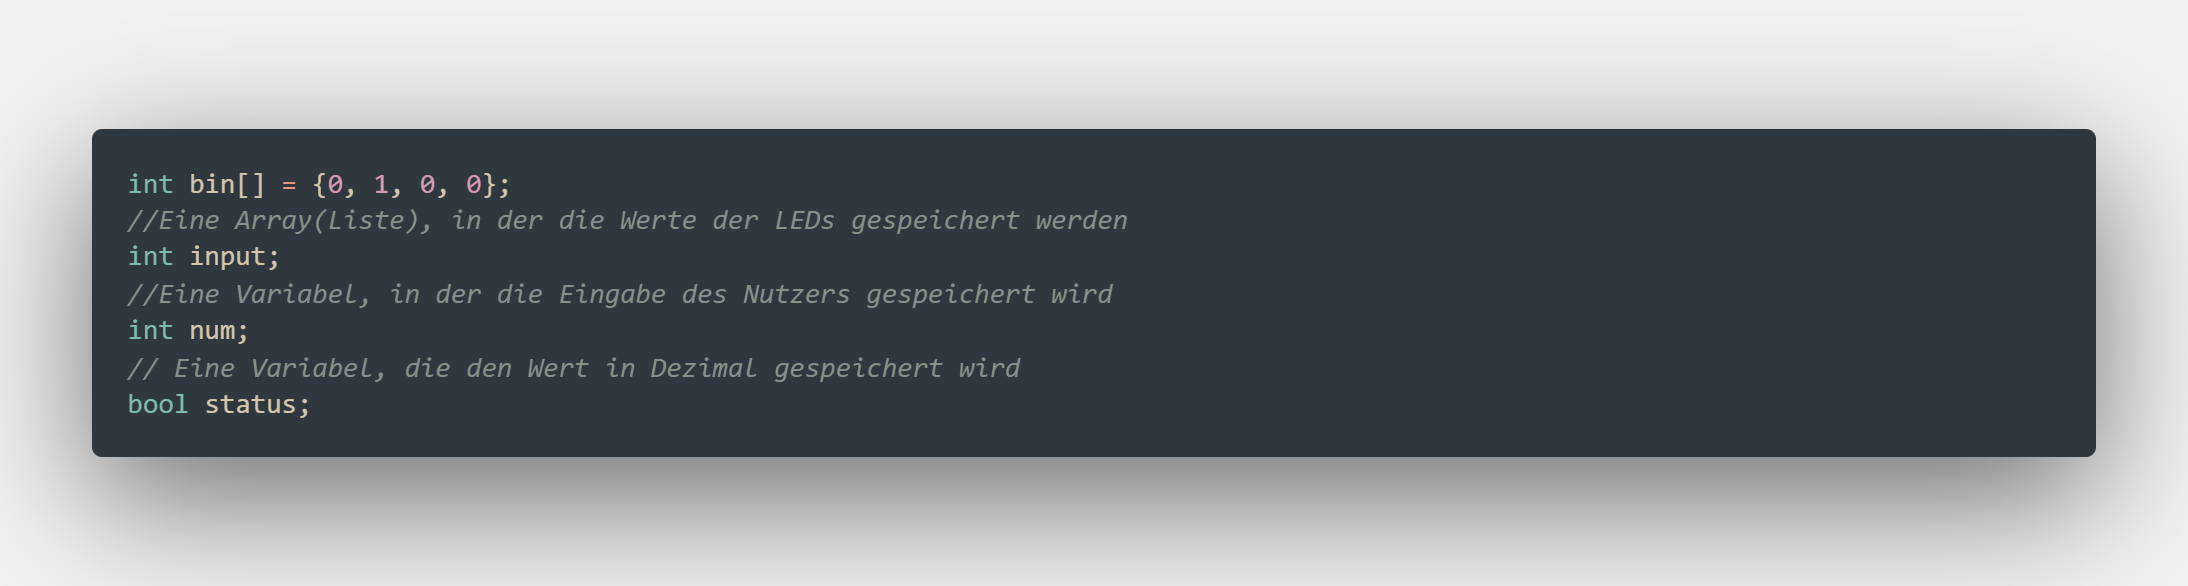 int bin[] = {0, 1, 0, 0};
//Eine Array(Liste), in der die Werte der LEDs gespeichert werden
int input;
//Eine Variabel, in der die Eingabe des Nutzers gespeichert wird
int num;
// Eine Variabel, die den Wert in Dezimal gespeichert wird
bool status;